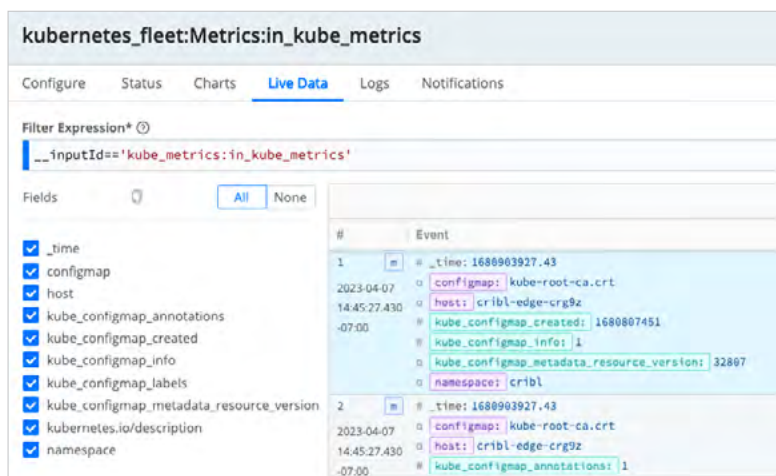 kubernetes_fleet:Metrics:in_kube_metrics
Configure Status Charts Live Data Logs Notifications
Filter Expression*
__inputId=='kube_metrics:in_kube_metrics'
Fields All None
_time
configmap
host
kube_configmap_annotations
kube_configmap_created
kube_configmap_info
kube_configmap_labels
kube_configmap_metadata_resource_version
kubernetes.io/description
namespace
# Event
1 m # _time: 1680903927.43
2023-04-07
14:45:27.430
-07:00
a configmap: kube-root-ca.crt
a host: cribl-edge-crg9z
# kube_configmap_created: 1680807451
# kube_configmap_info: 1
a kube_configmap_metadata_resource_version: 32807
a namespace: cribl
2 m # _time: 1680903927.43
2023-04-07
14:45:27.430
-07:00
a configmap: kube-root-ca.crt
a host: cribl-edge-crg9z
# kube_configmap_annotations: 1